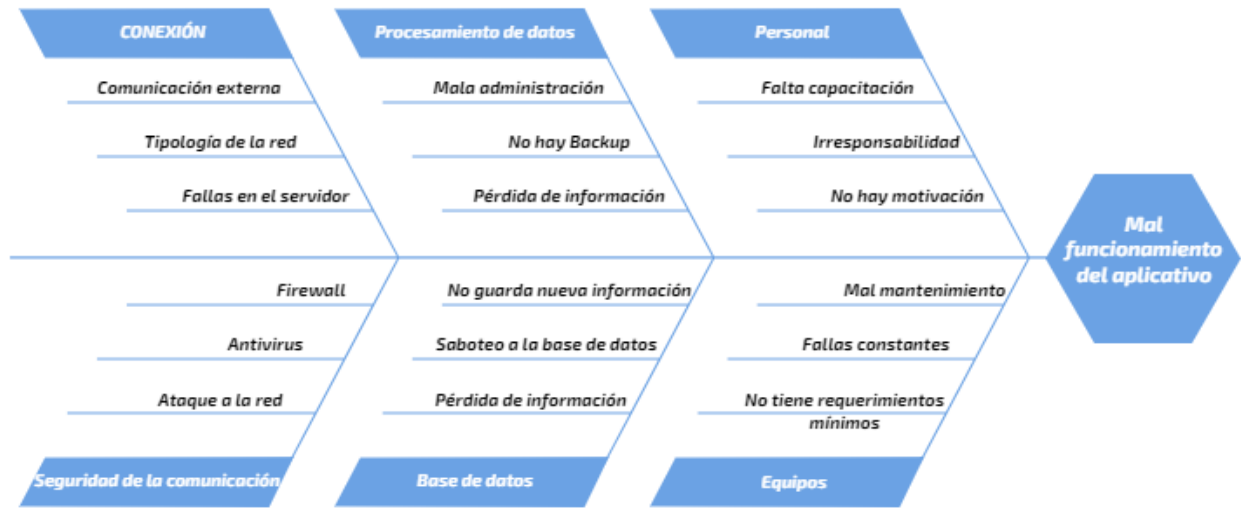 CONEXIÓN
Comunicación externa
Tipología de la red
Fallas en el servidor
Procesamiento de datos
Mala administración
No hay Backup
Pérdida de información
Personal
Falta capacitación
Irresponsabilidad
No hay motivación
Mal
funcionamiento
del aplicativo
Firewall
Antivirus
Ataque a la red
Seguridad de la comunicación
No guarda nueva información
Saboteo a la base de datos
Pérdida de información
Base de datos
Mal mantenimiento
Fallas constantes
No tiene requerimientos
mínimos
Equipos